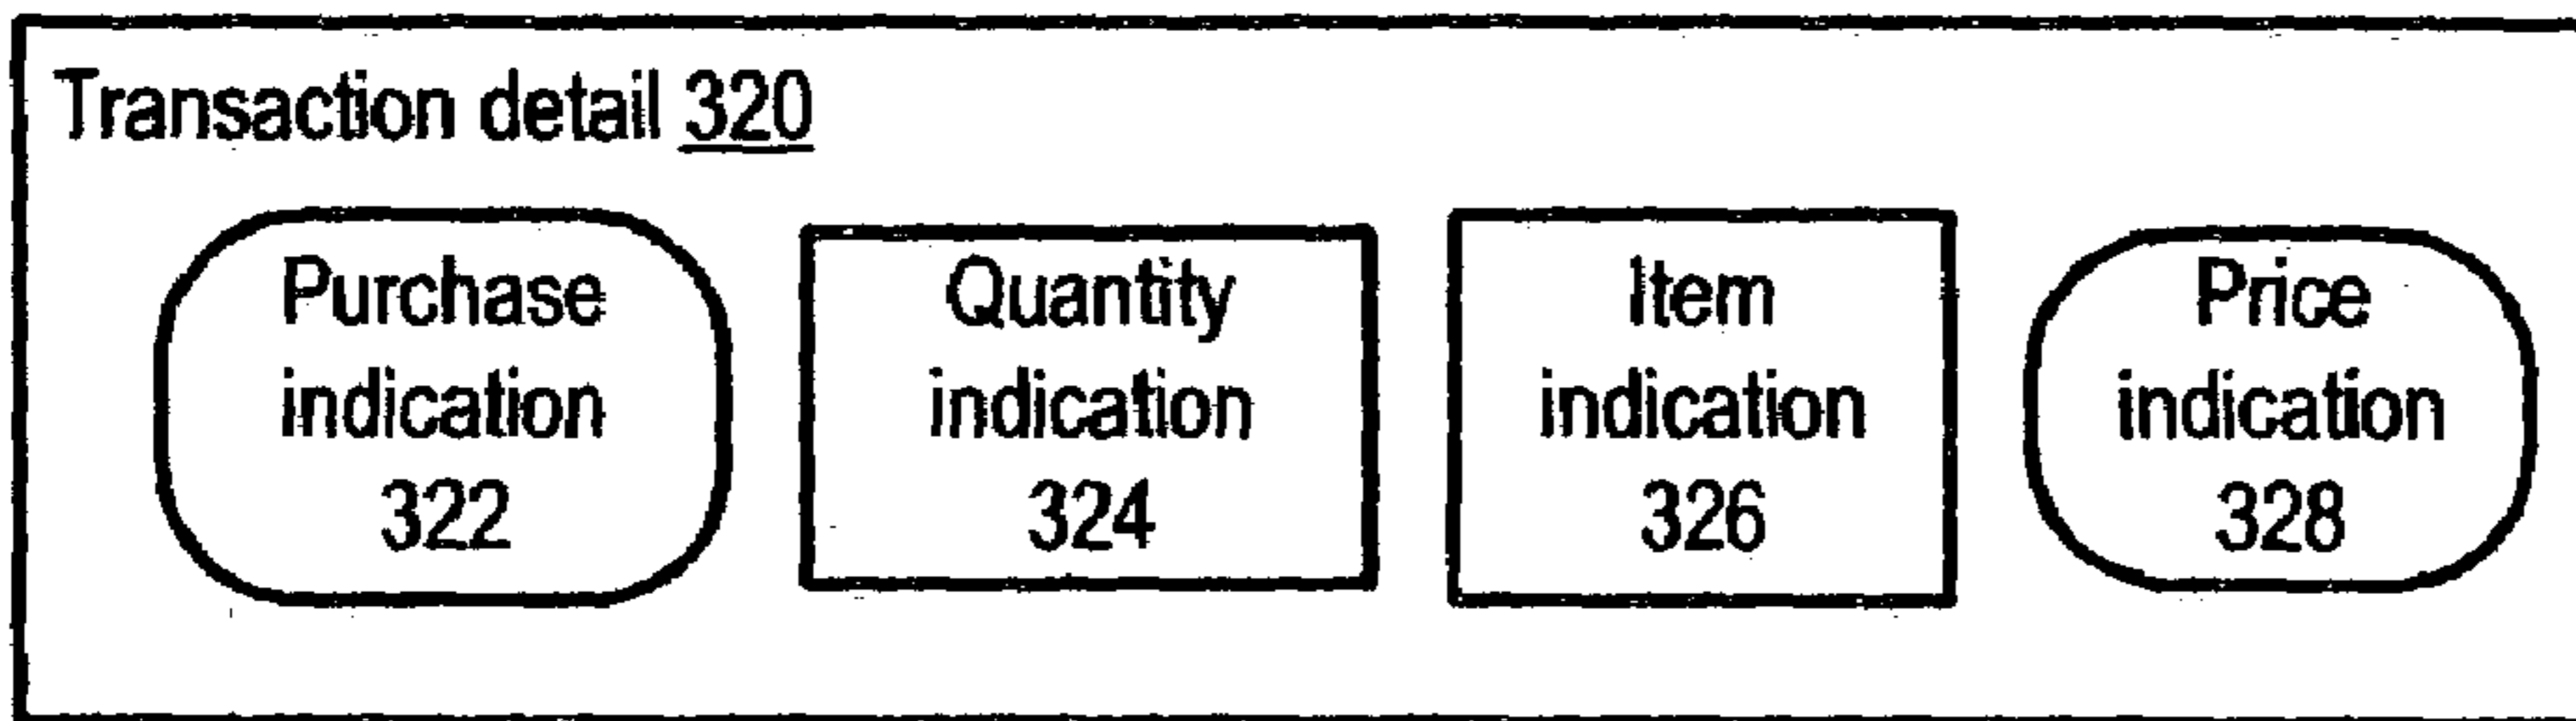 Transaction detail 320
Purchase
indication
322
Quantity
indication
324
Item
indication
326
Price
indication
328